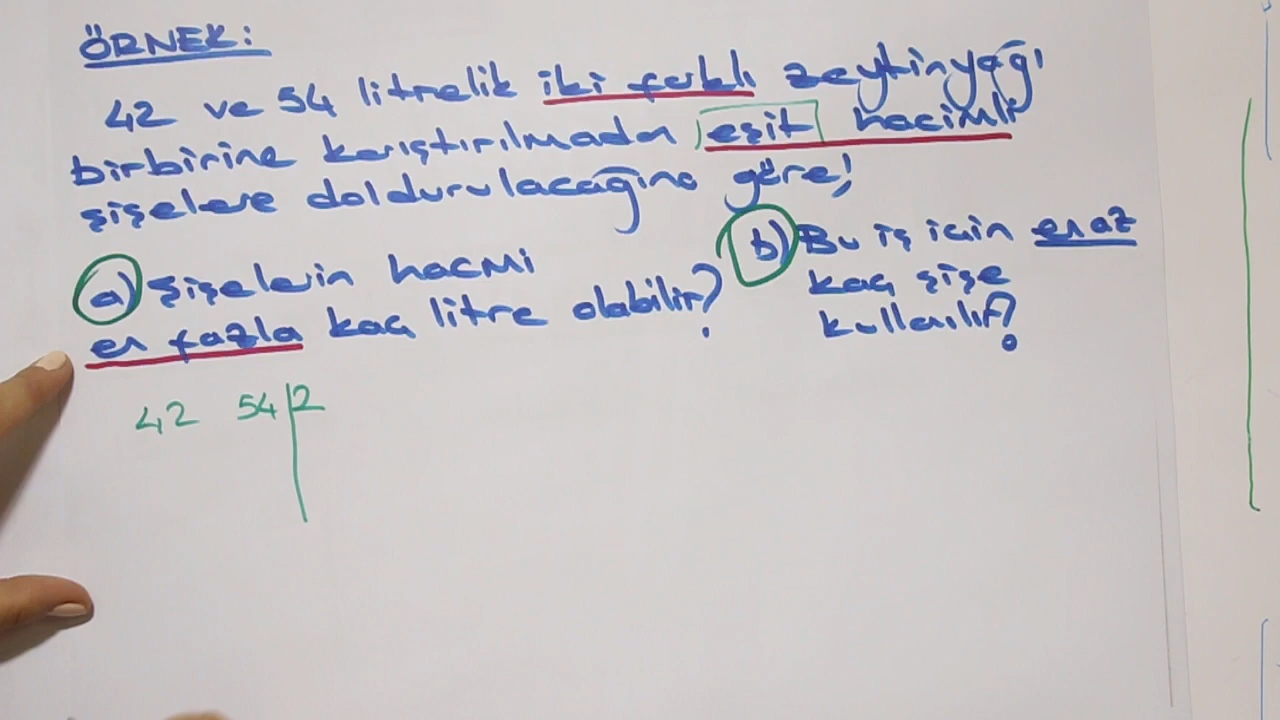 ÖRNEK:
42 ve 54 litrelik iki farklı zeytinyağı
birbirine karıştırılmadan eşit hacimli
şişelere doldurulacağına göre;
a) Şişelerin hacmi
en fazla kaç litre olabilir?
b) Bu iş için en az
kaç şişe
kullanılır?
42 54 | 2